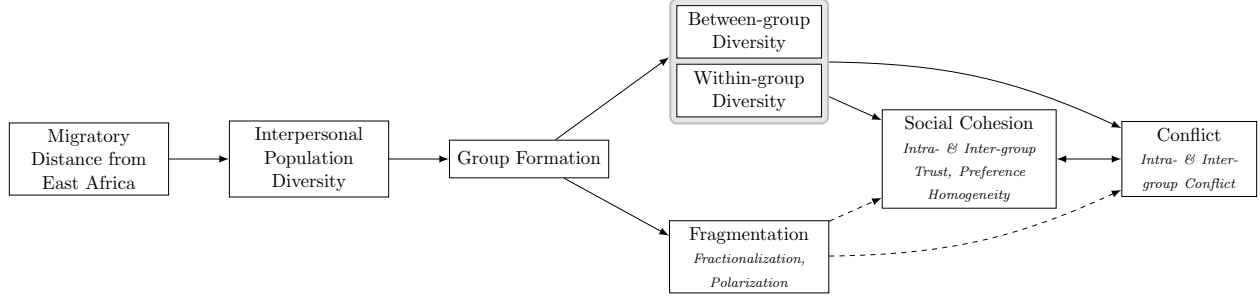 Migratory
Distance from
East Africa
Interpersonal
Population
Diversity
Group Formation
Between-group
Diversity
Within-group
Diversity
Fragmentation
Fractionalization,
Polarization
Social Cohesion
Intra- & Inter-group
Trust, Preference
Homogeneity
Conflict
Intra- & Inter-
group Conflict